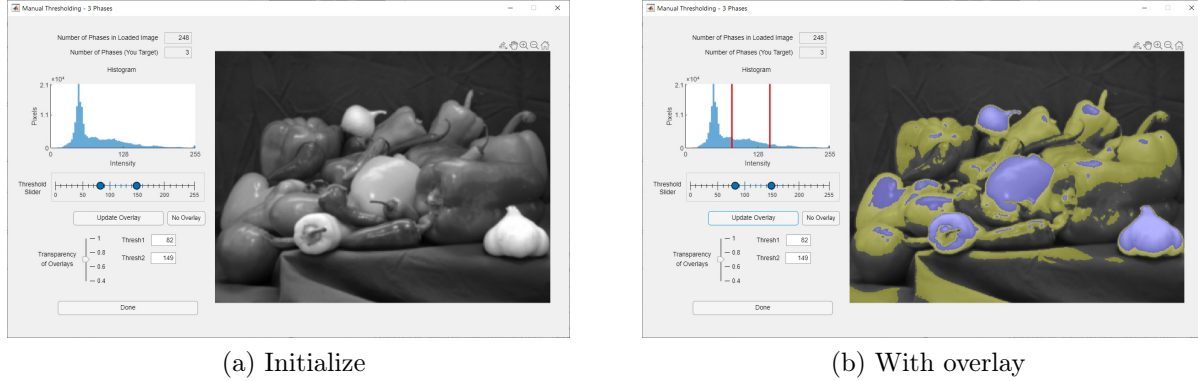 Manual Thresholding - 3 Phases
Number of Phases in Loaded Image 248
Number of Phases (You Target) 3
Histogram
×10⁴
2.1
1.1
0
Pixels
0 128 255
Intensity
Threshold Slider
0 50 100 150 200 255
Update Overlay No Overlay
Transparency of Overlays
1
0.8
0.6
0.4
Thresh1 82
Thresh2 149
Done
(a) Initialize
Manual Thresholding - 3 Phases
Number of Phases in Loaded Image 248
Number of Phases (You Target) 3
Histogram
×10⁴
2.1
1.1
0
Pixels
0 128 255
Intensity
Threshold Slider
0 50 100 150 200 255
Update Overlay No Overlay
Transparency of Overlays
1
0.8
0.6
0.4
Thresh1 82
Thresh2 149
Done
(b) With overlay